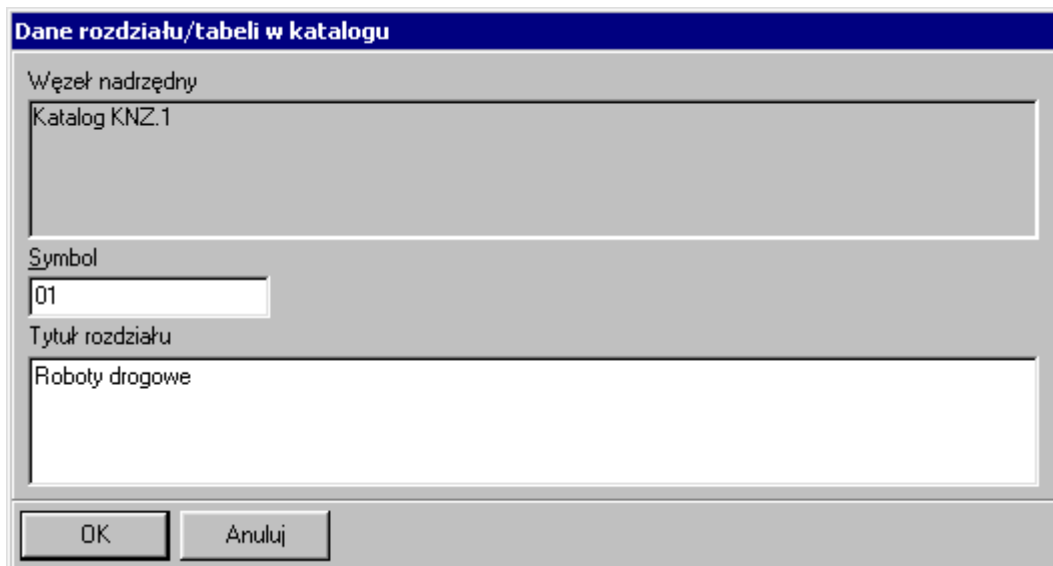 Dane rozdziału/tabeli w katalogu
Węzeł nadrzędny
Katalog KNZ.1
Symbol
01
Tytuł rozdziału
Roboty drogowe
OK
Anuluj